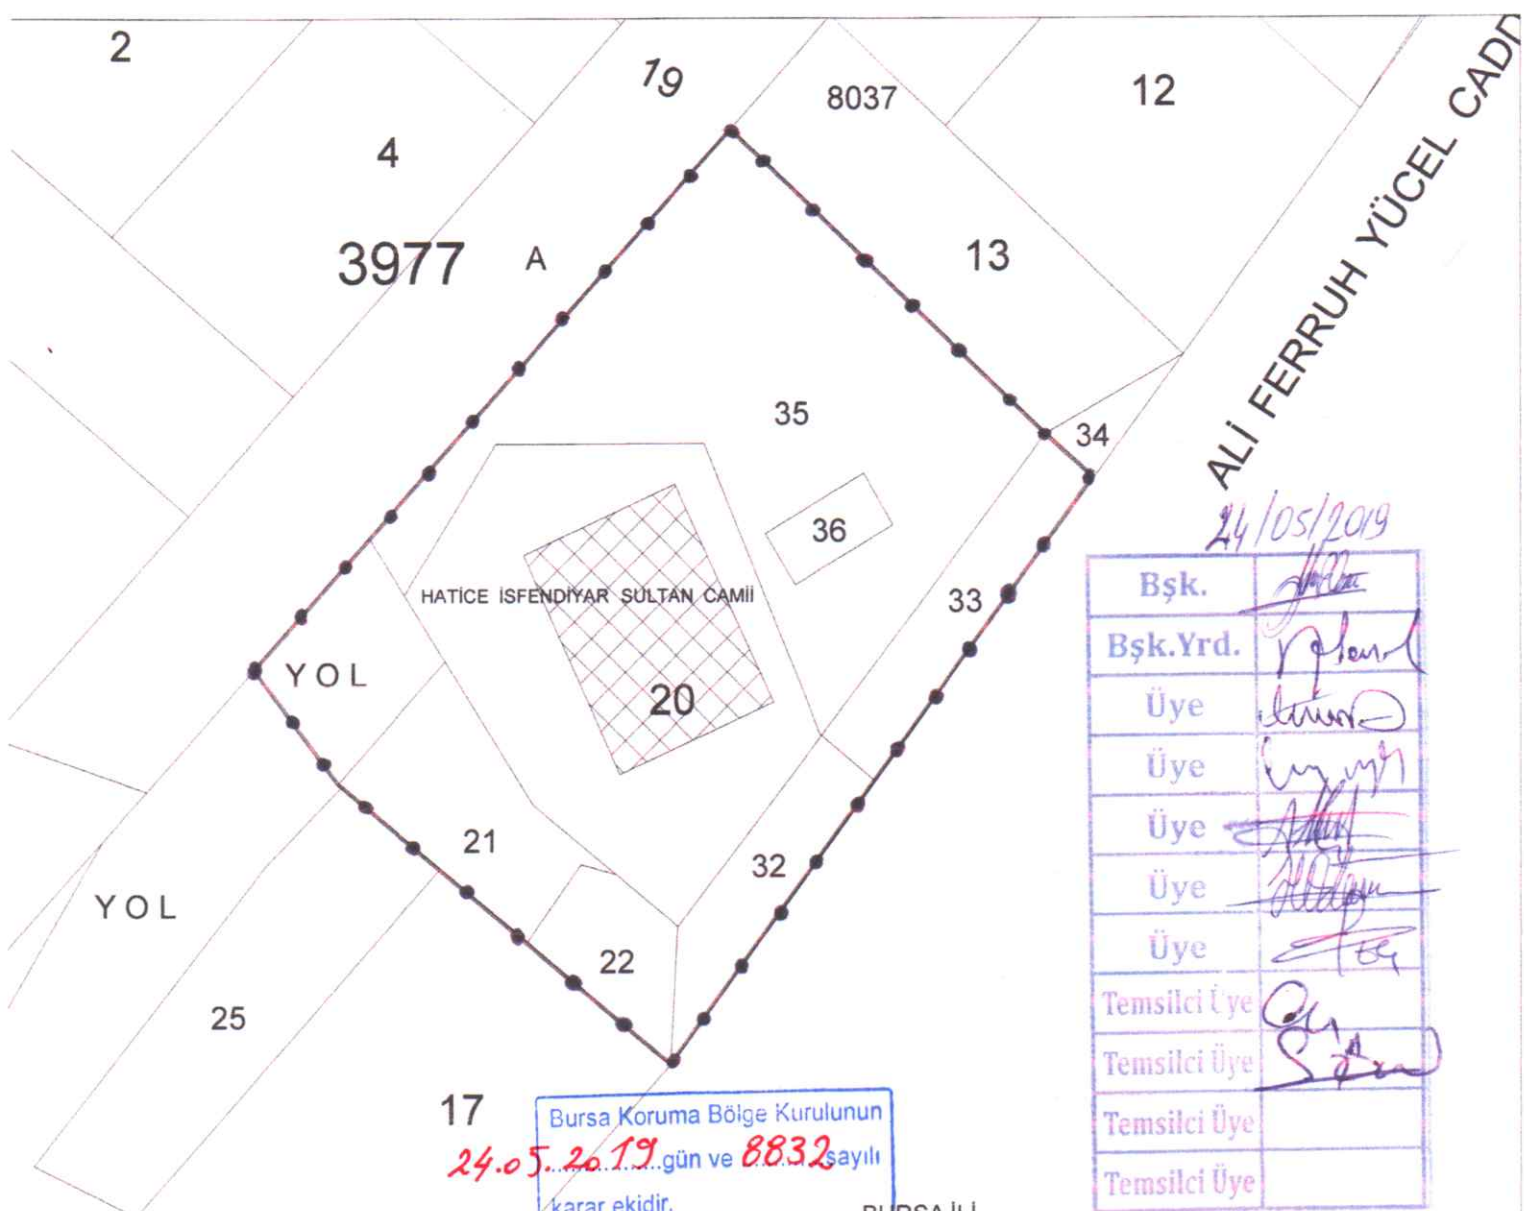 2
19
8037
12
4
3977
A
13
ALİ FERRUH YÜCEL CADD
35
34
36
24/05/2019
Bşk.
HATİCE İSFENDİYAR SULTAN CAMİİ
33
Bşk.Yrd.
YOL
20
Üye
Üye
Üye
21
32
Üye
YOL
Üye
22
Temsilci Üye
25
Temsilci Üye
17
Bursa Koruma Bölge Kurulunun
24.05.2019 gün ve 8832 sayılı
karar ekidir.
Temsilci Üye
Temsilci Üye
BURSA İLİ